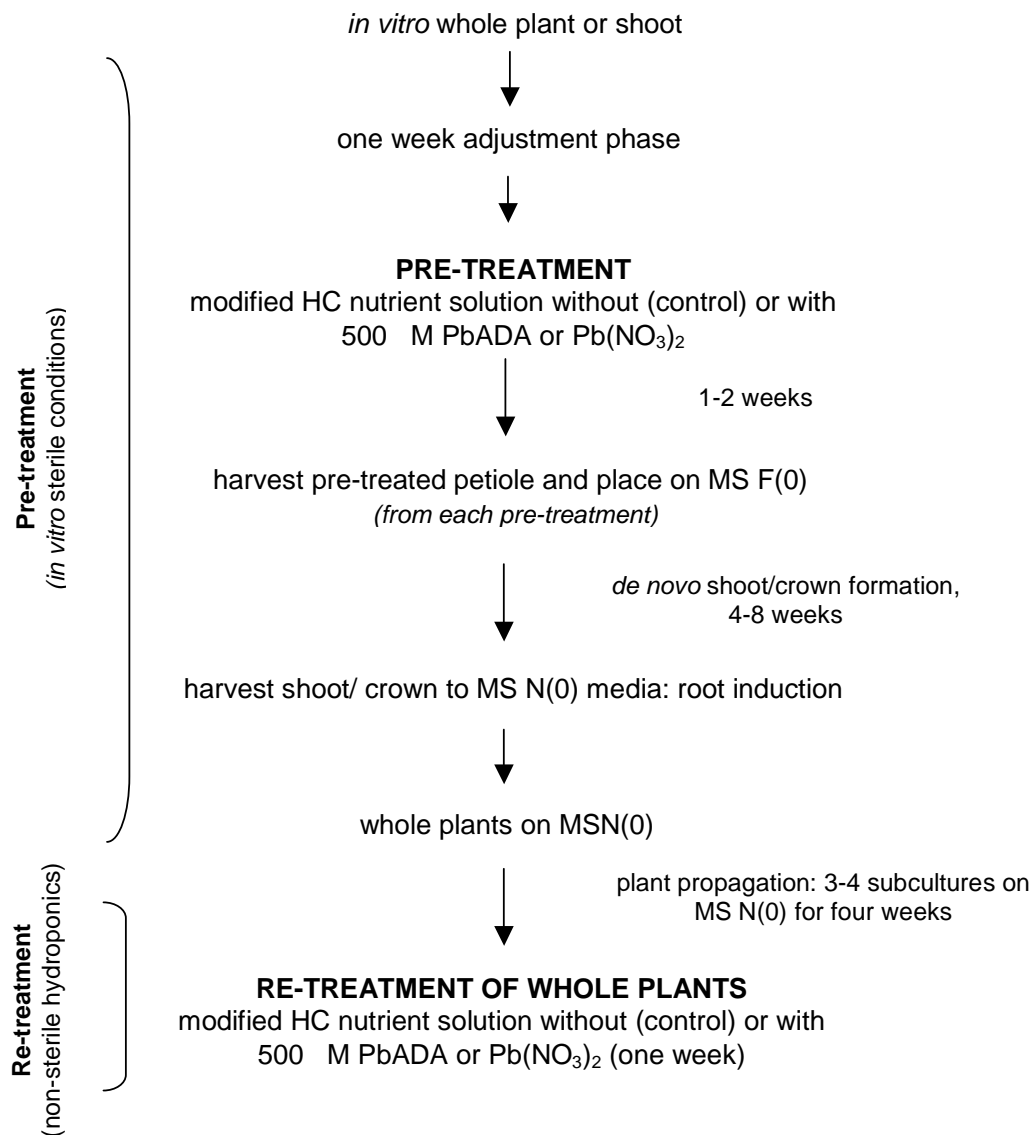 in vitro whole plant or shoot
one week adjustment phase
PRE-TREATMENT
modified HC nutrient solution without (control) or with
500 M PbADA or Pb(NO₃)₂
1-2 weeks
harvest pre-treated petiole and place on MS F(0)
(from each pre-treatment)
de novo shoot/crown formation,
4-8 weeks
harvest shoot/ crown to MS N(0) media: root induction
whole plants on MSN(0)
Pre-treatment
(in vitro sterile conditions)
plant propagation: 3-4 subcultures on
MS N(0) for four weeks
RE-TREATMENT OF WHOLE PLANTS
modified HC nutrient solution without (control) or with
500 M PbADA or Pb(NO₃)₂ (one week)
Re-treatment
(non-sterile hydroponics)